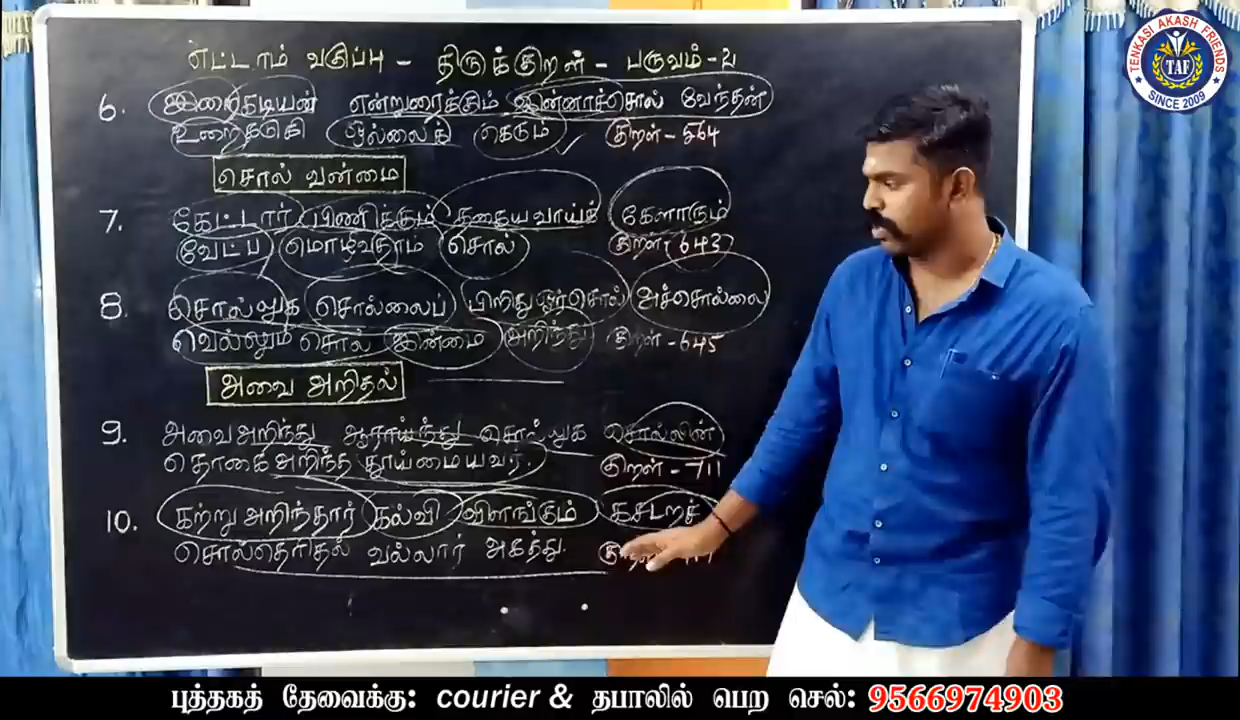 எட்டாம் வகுப்பு - திருக்குறள் - பருவம் - 2
6. இறைகடியன் என்றுரைக்கும் இன்னாச்சொல் வேந்தன்
உறைகடுகி ஒல்லைக் கெடும் குறள் - 564
சொல் வன்மை
7. கேட்டார் பிணிக்கும் தகையவாய்க் கேளாரும்
வேட்ப மொழிவதாம் சொல் குறள் - 643
8. சொல்லுக சொல்லைப் பிறிதுஓர்சொல் அச்சொல்லை
வெல்லும் சொல் இன்மை அறிந்து குறள் - 645
அவை அறிதல்
9. அவை அறிந்து ஆராய்ந்து சொல்லுக சொல்லின்
தொகை அறிந்த தூய்மையவர். குறள் - 711
10. கற்று அறிந்தார் கல்வி விளங்கும் கசடறச்
சொல்தெரிதல் வல்லார் அகத்து.
TENKASI AKASH FRIENDS
TAF
SINCE 2009
புத்தகத் தேவைக்கு: courier & தபாலில் பெற செல்: 9566974903